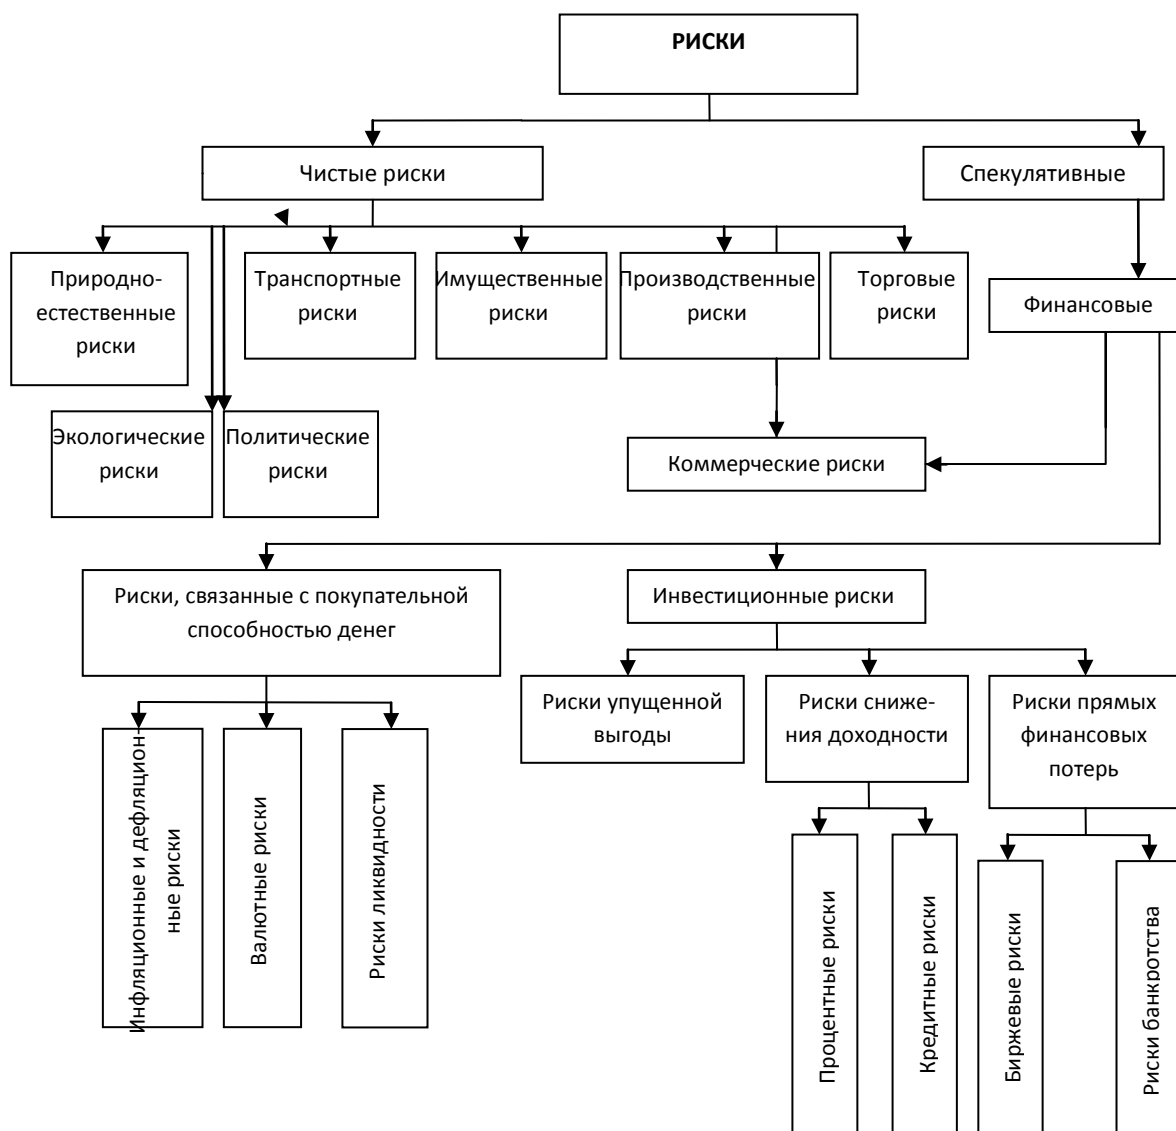 РИСКИ
Чистые риски
Спекулятивные
Природно-
естественные
риски
Транспортные
риски
Имущественные
риски
Производственные
риски
Торговые
риски
Финансовые
Экологические
риски
Политические
риски
Коммерческие риски
Риски, связанные с покупательной
способностью денег
Инвестиционные риски
Риски упущенной
выгоды
Риски сниже-
ния доходности
Риски прямых
финансовых
потерь
Инфляционные и дефляцион-
ные риски
Валютные риски
Риски ликвидности
Процентные риски
Кредитные риски
Биржевые риски
Риски банкротства